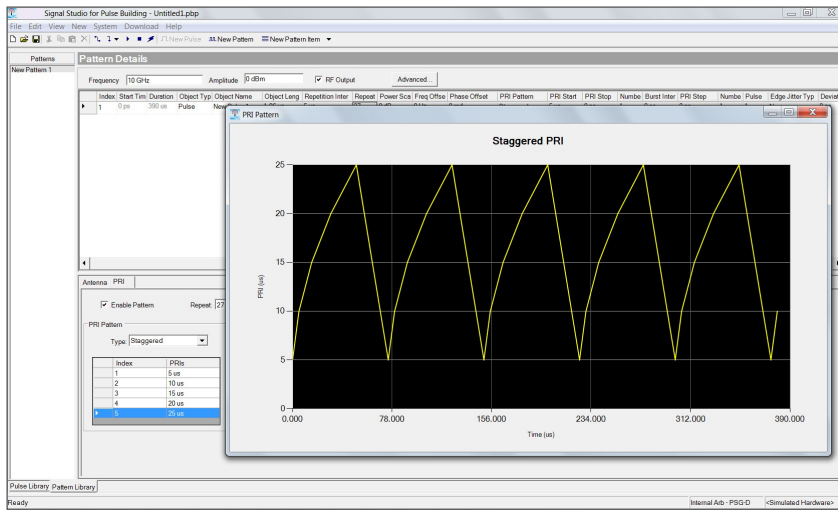 Signal Studio for Pulse Building - Untitled1.pbp
File Edit View New System Download Help
New Pulse New Pattern New Pattern Item
Patterns Pattern Details
New Pattern 1
Frequency 10 GHz Amplitude 0 dBm RF Output Advanced...
Index Start Tim Duration Object Typ Object Name Object Leng Repetition Inter Repeat Power Sca Freq Offse Phase Offset PRI Pattern PRI Start PRI Stop Numbe Burst Inter PRI Step Numbe Pulse Edge Jitter Typ Deviat
1 0 ps 390 us Pulse
PRI Pattern
Staggered PRI
25
20
15
10
5
0
PRI (us)
0.000 78.000 156.000 234.000 312.000 390.000
Time (us)
Antenna PRI
Enable Pattern Repeat: 27
PRI Pattern
Type: Staggered
Index PRIs
1 5 us
2 10 us
3 15 us
4 20 us
5 25 us
Pulse Library Pattern Library
Ready Internal Arb - PSG-D <Simulated Hardware>